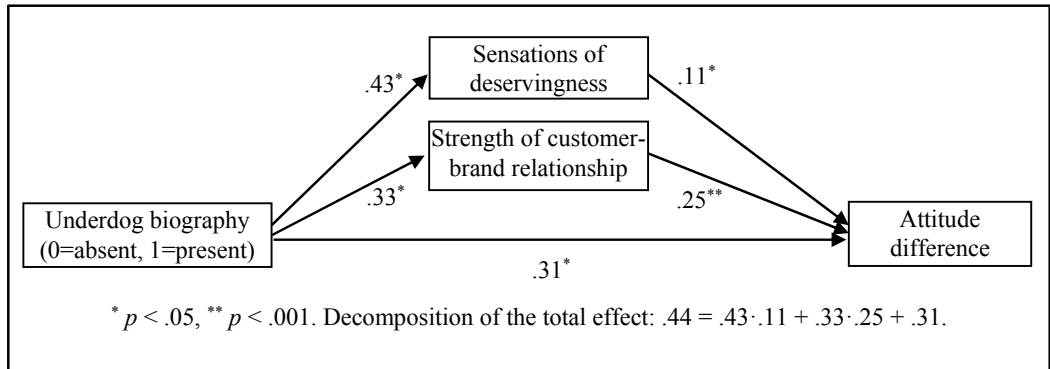 Sensations of
deservingness
.43*
.11*
Strength of customer-
brand relationship
.33*
.25**
Underdog biography
(0=absent, 1=present)
Attitude
difference
.31*
* p < .05, ** p < .001. Decomposition of the total effect: .44 = .43·.11 + .33·.25 + .31.